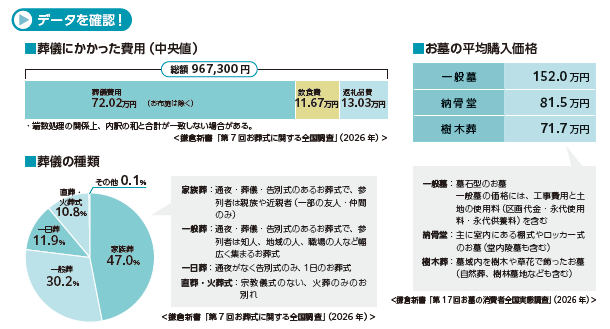 データを確認！
■葬儀にかかった費用（中央値）
総額 967,300円
葬儀費用
72.02万円 （お布施は除く）
飲食費
11.67万円
返礼品費
13.03万円
・端数処理の関係上、内訳の和と合計が一致しない場合がある。
<鎌倉新書「第7回お葬式に関する全国調査」（2026年）>
■葬儀の種類
その他 0.1%
直葬・
火葬式
10.8%
一日葬
11.9%
一般葬
30.2%
家族葬
47.0%
家族葬：通夜・葬儀・告別式のあるお葬式で、参
列者は親族や近親者（一部の友人・仲間
のみ）
一般葬：通夜・葬儀・告別式のあるお葬式で、参
列者は知人、地域の人、職場の人など幅
広く集まるお葬式
一日葬：通夜がなく告別式のみ、1日のお葬式
直葬・火葬式：宗教儀式のない、火葬のみのお
別れ
<鎌倉新書「第7回お葬式に関する全国調査」（2026年）>
■お墓の平均購入価格
一般墓 152.0万円
納骨堂 81.5万円
樹木葬 71.7万円
一般墓：墓石型のお墓
一般墓の価格には、工事費用と土
地の使用料（区画代金・永代使用
料・永代供養料）を含む
納骨堂：主に室内にある棚式やロッカー式
のお墓（堂内陵墓も含む）
樹木葬：墓域内を樹木や草花で飾ったお墓
（自然葬、樹林墓地なども含む）
<鎌倉新書「第17回お墓の消費者全国実態調査」（2026年）>